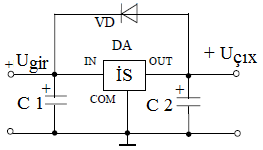 VD
DA
+ Ugir
IN
İS
OUT
+ Uçıx
COM
+
C 1
+
C 2